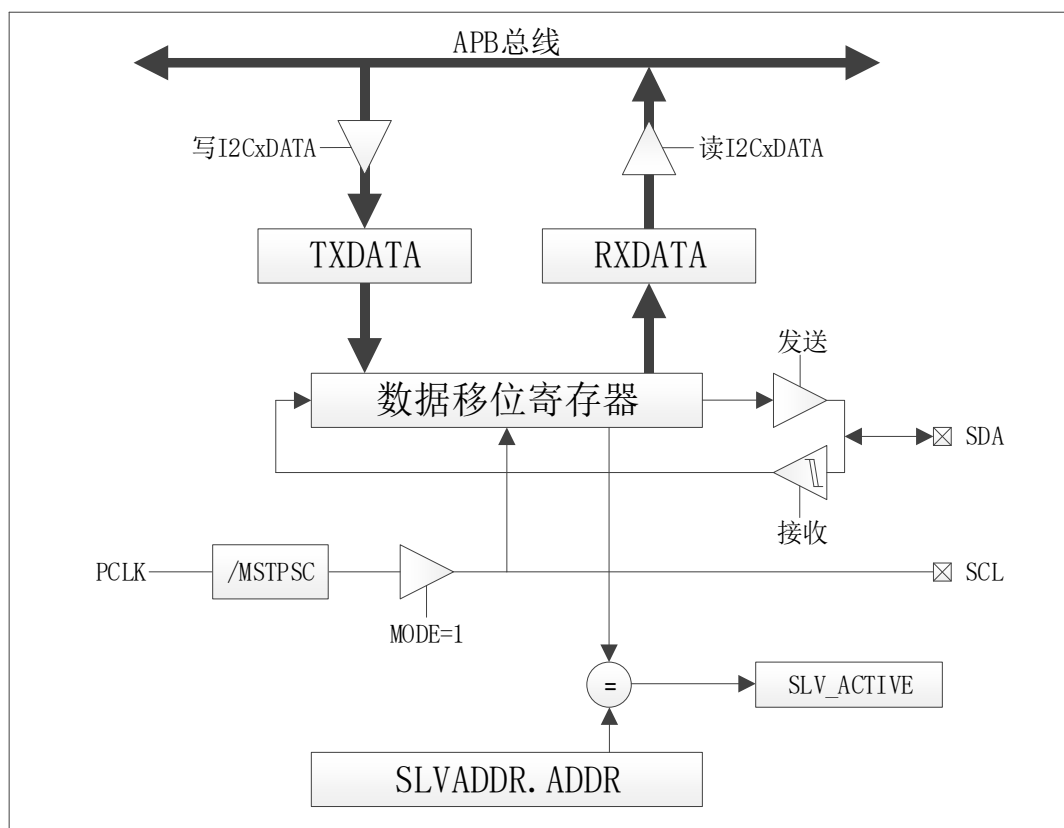 APB总线
写I2CxDATA
读I2CxDATA
TXDATA
RXDATA
发送
数据移位寄存器
SDA
接收
PCLK
/MSTPSC
SCL
MODE=1
=
SLV_ACTIVE
SLVADDR.ADDR